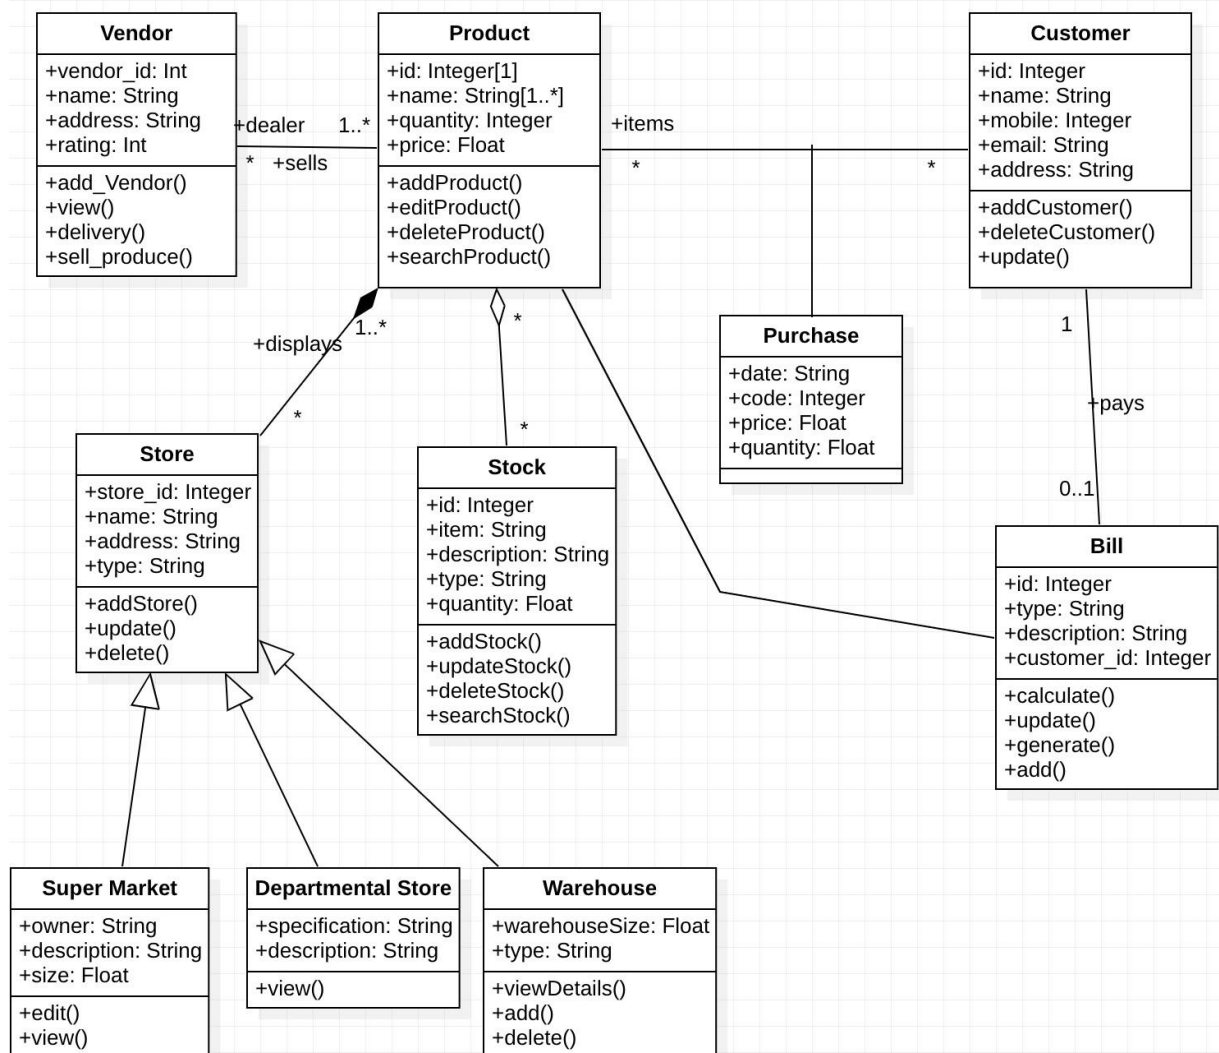 Vendor
+vendor_id: Int
+name: String
+address: String
+rating: Int
+add_Vendor()
+view()
+delivery()
+sell_produce()
+dealer
1..*
*
+sells
Product
+id: Integer[1]
+name: String[1..*]
+quantity: Integer
+price: Float
+addProduct()
+editProduct()
+deleteProduct()
+searchProduct()
+items
*
*
Customer
+id: Integer
+name: String
+mobile: Integer
+email: String
+address: String
+addCustomer()
+deleteCustomer()
+update()
1..*
+displays
*
*
*
Purchase
+date: String
+code: Integer
+price: Float
+quantity: Float
1
+pays
0..1
Store
+store_id: Integer
+name: String
+address: String
+type: String
+addStore()
+update()
+delete()
Stock
+id: Integer
+item: String
+description: String
+type: String
+quantity: Float
+addStock()
+updateStock()
+deleteStock()
+searchStock()
Bill
+id: Integer
+type: String
+description: String
+customer_id: Integer
+calculate()
+update()
+generate()
+add()
Super Market
+owner: String
+description: String
+size: Float
+edit()
+view()
Departmental Store
+specification: String
+description: String
+view()
Warehouse
+warehouseSize: Float
+type: String
+viewDetails()
+add()
+delete()